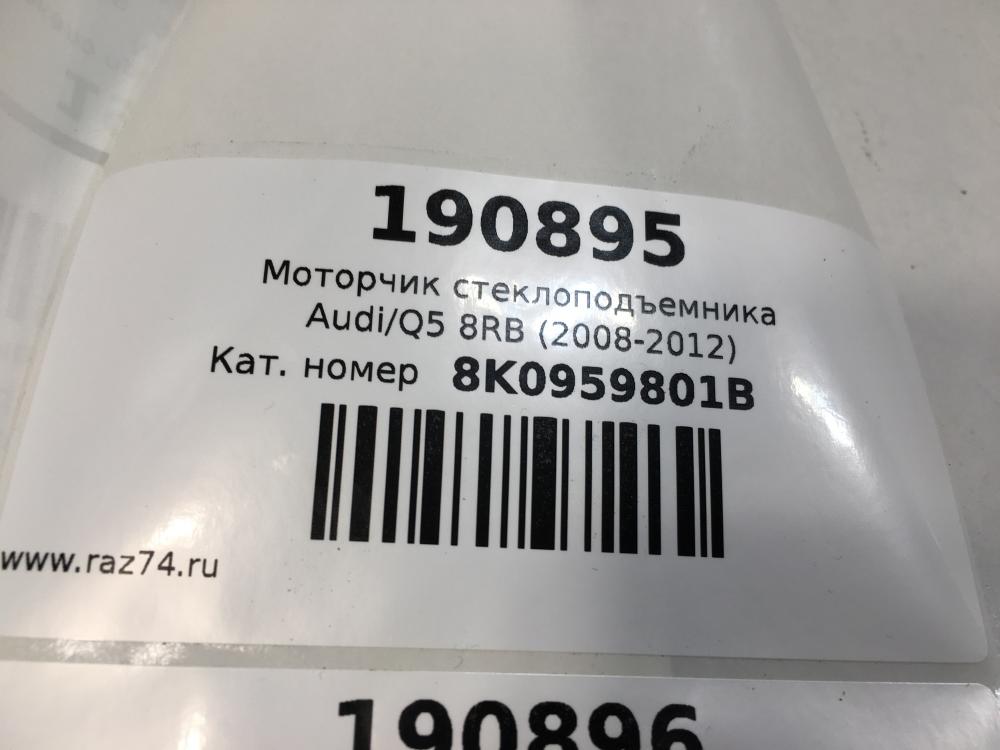 190895
Моторчик стеклоподъемника
Audi/Q5 8RB (2008-2012)
Кат. номер 8K0959801B
www.raz74.ru
190896